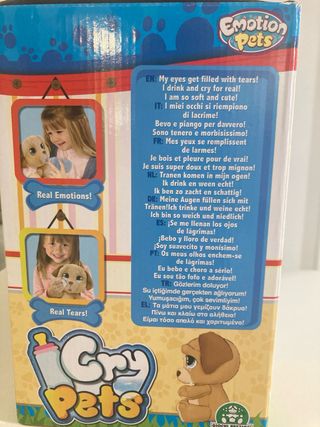 Emotion
Pets
EN: My eyes get filled with tears!
I drink and cry for real!
I am so soft and cute!
IT: I miei occhi si riempiono
di lacrime!
Bevo e piango per davvero!
Sono tenero e morbisissimo!
FR: Mes yeux se remplissent
de larmes!
Je bois et pleure pour de vrai!
Je suis super doux et trop mignon!
NL: Tranen komen in mijn ogen!
Ik drink en ween echt!
Ik ben zo zacht en schattig!
DE: Meine Augen füllen sich mit
Tränen!Ich trinke und weine echt!
Ich bin so weich und niedlich!
ES: ¡Se me llenan los ojos
de lágrimas!
¡Bebo y lloro de verdad!
¡Soy suavecito y monísimo!
PT: Os meus olhos enchem-se
de lágrimas!
Eu bebo e choro a sério!
Eu sou tão fofo e adorável!
TR: Gözlerim doluyor!
Su içtiğimde gerçekten ağlıyorum!
Yumuşacığım, çok sevimliyim!
EL: Τα μάτια μου γεμίζουν δάκρυα!
Πίνω και κλαίω στα αλήθεια!
Είμαι τόσο απαλό και χαριτωμένο!
Real Emotions!
Real Tears!
Cry
Pets